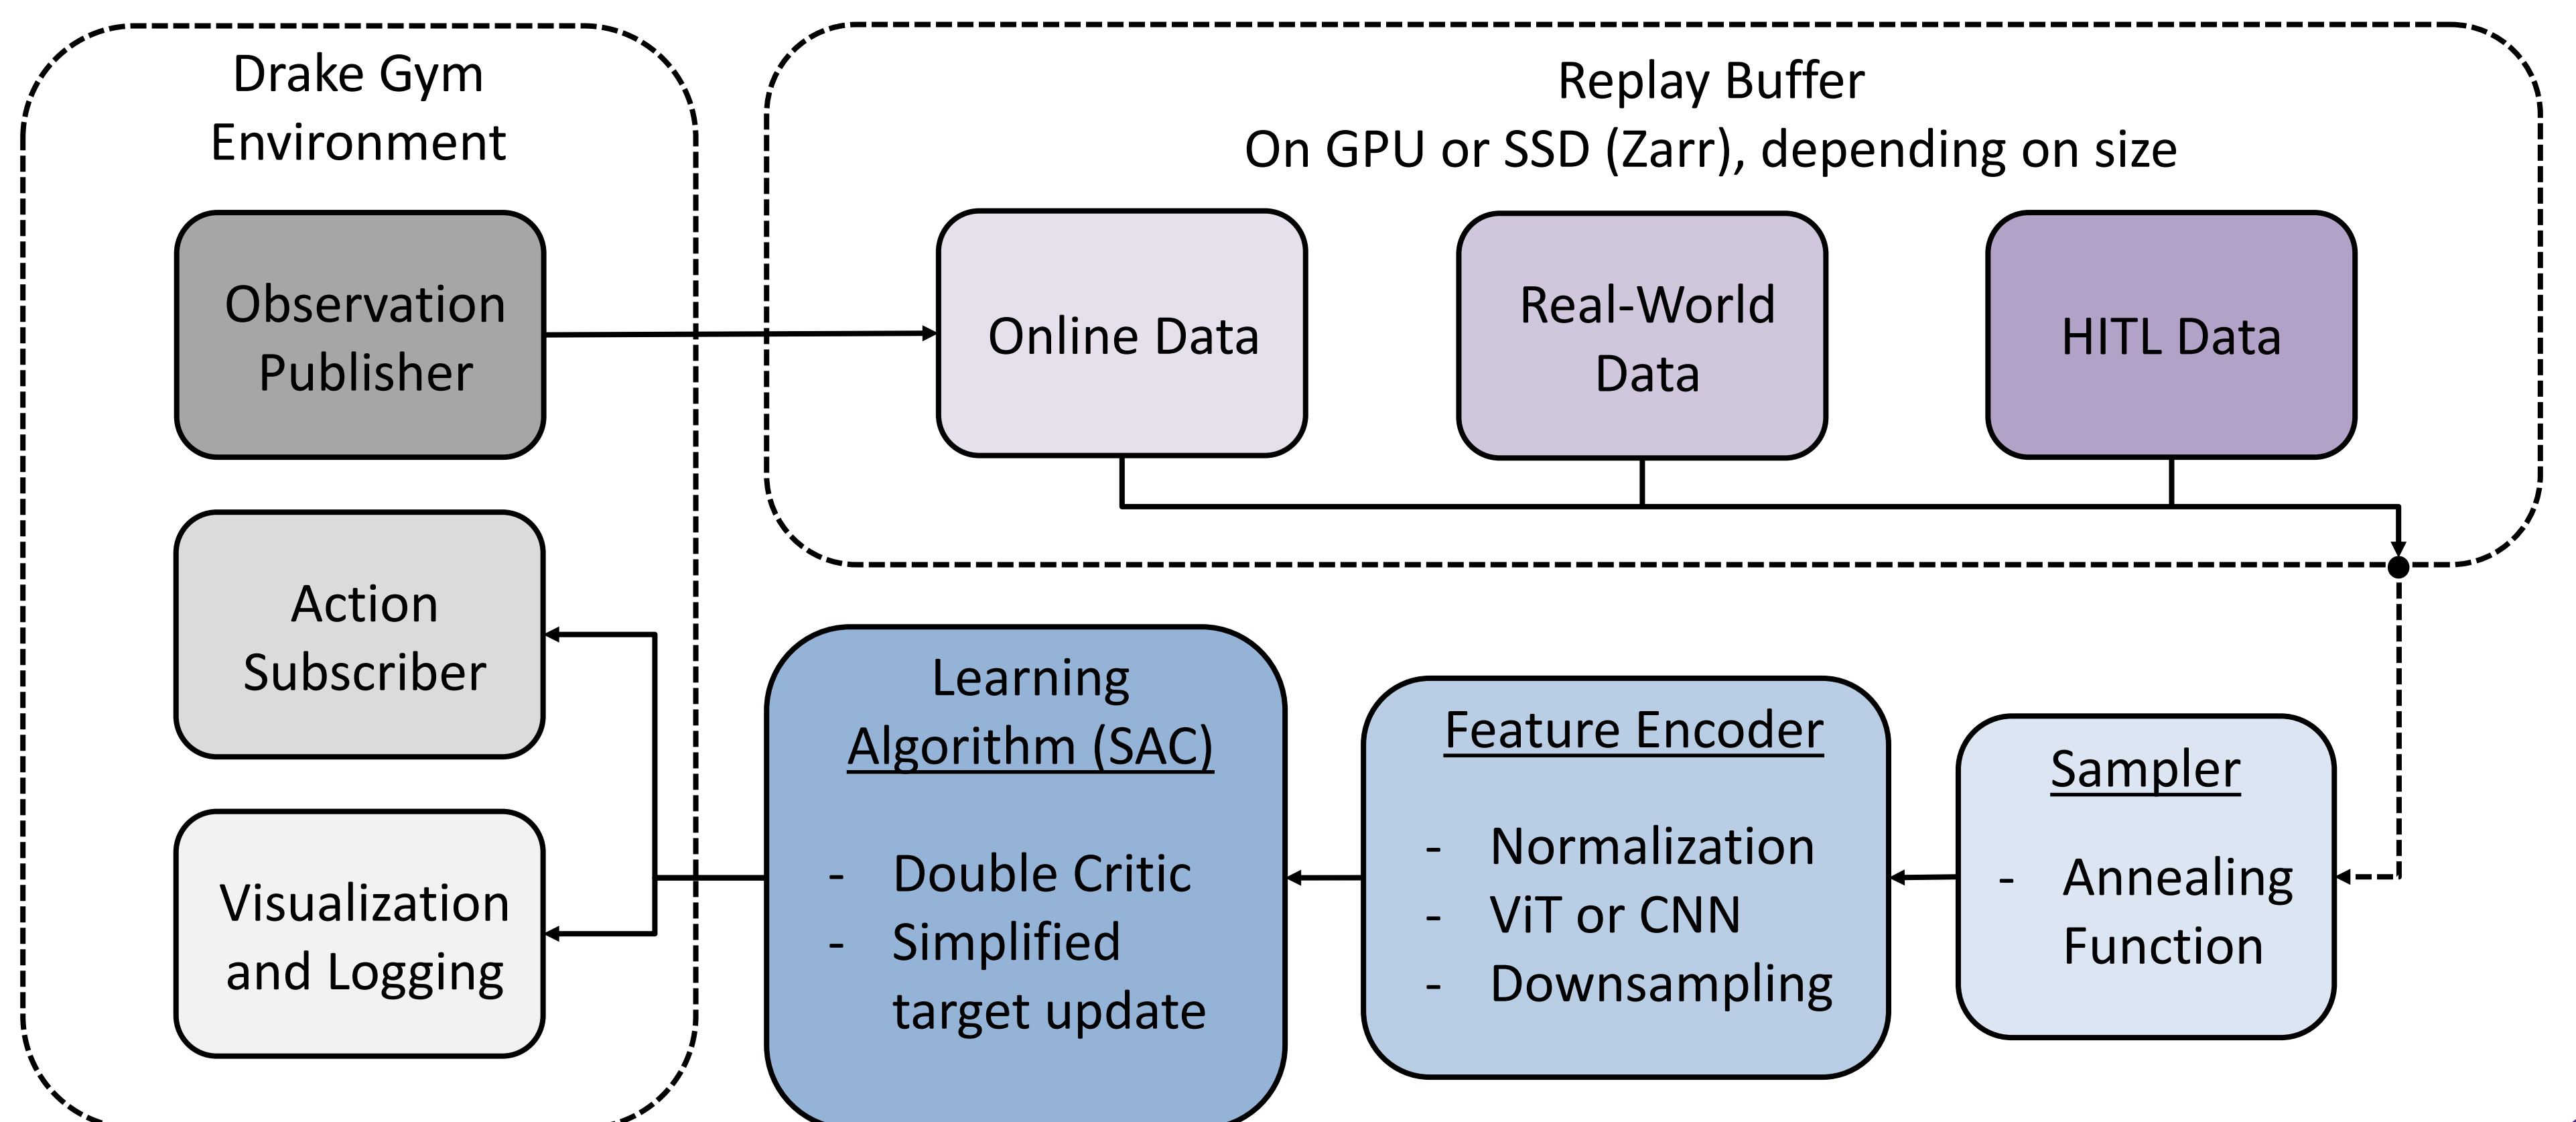 Drake Gym
Environment
Observation
Publisher
Action
Subscriber
Visualization
and Logging
Replay Buffer
On GPU or SSD (Zarr), depending on size
Online Data
Real-World
Data
HITL Data
Learning
Algorithm (SAC)
- Double Critic
- Simplified
target update
Feature Encoder
- Normalization
- ViT or CNN
- Downsampling
Sampler
- Annealing
Function